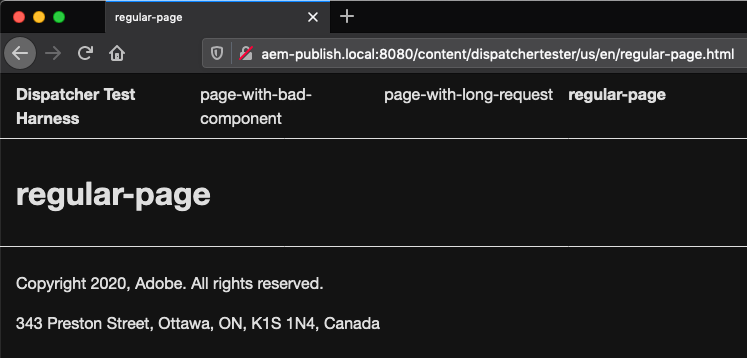 regular-page
aem-publish.local:8080/content/dispatchertester/us/en/regular-page.html
Dispatcher Test Harness
page-with-bad-component
page-with-long-request
regular-page
regular-page
Copyright 2020, Adobe. All rights reserved.
343 Preston Street, Ottawa, ON, K1S 1N4, Canada